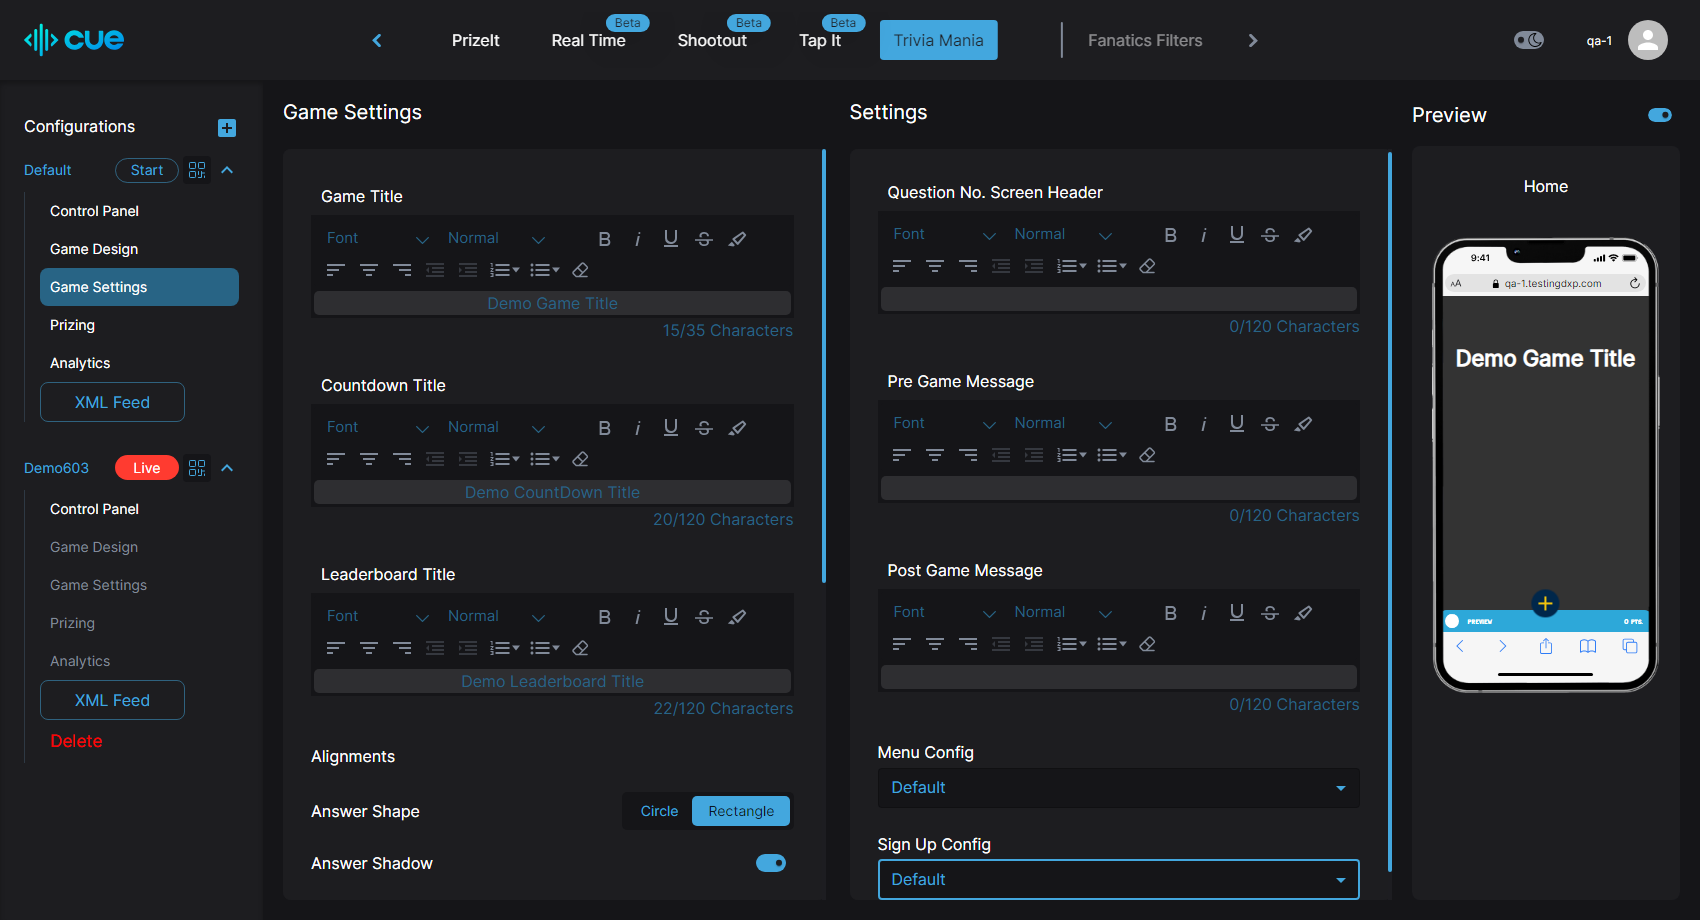 cue
PrizeIt
Real Time
Beta
Shootout
Beta
Tap It
Beta
Trivia Mania
Fanatics Filters
qa-1
Configurations
Default
Start
Control Panel
Game Design
Game Settings
Prizing
Analytics
XML Feed
Demo603
Live
Control Panel
Game Design
Game Settings
Prizing
Analytics
XML Feed
Delete
Game Settings
Game Title
Font Normal B i U S
Demo Game Title
15/35 Characters
Countdown Title
Font Normal B i U S
Demo CountDown Title
20/120 Characters
Leaderboard Title
Font Normal B i U S
Demo Leaderboard Title
22/120 Characters
Alignments
Answer Shape
Circle
Rectangle
Answer Shadow
Settings
Question No. Screen Header
Font Normal B i U S
0/120 Characters
Pre Game Message
Font Normal B i U S
0/120 Characters
Post Game Message
Font Normal B i U S
0/120 Characters
Menu Config
Default
Sign Up Config
Default
Preview
Home
9:41
AA qa-1.testingdxp.com
Demo Game Title
PREVIEW
0 PTS.